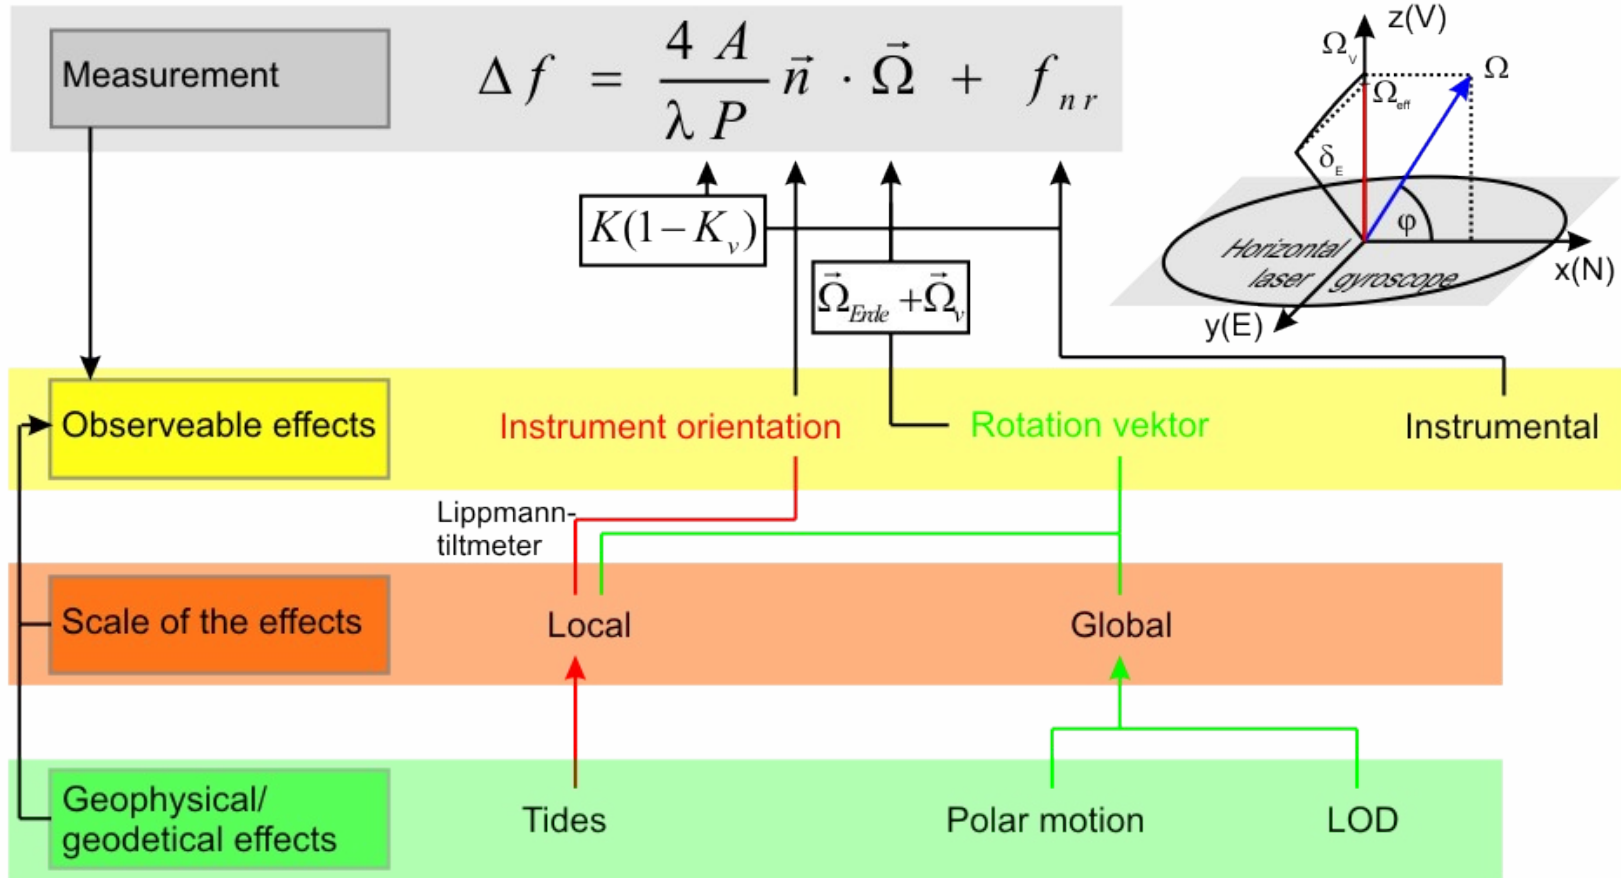 Measurement
Δf = 4 A / λ P n⃗ · Ω⃗ + f_nr
z(V)
Ω_V
Ω
Ω_eff
δ_E
φ
Horizontal
laser gyroscope
x(N)
y(E)
K(1−K_v)
Ω⃗_Erde + Ω⃗_v
Observeable effects
Instrument orientation
Rotation vektor
Instrumental
Lippmann-
tiltmeter
Scale of the effects
Local
Global
Geophysical/
geodetical effects
Tides
Polar motion
LOD